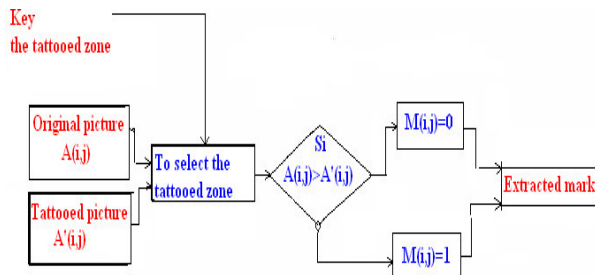 Key
the tattooed zone
Original picture
A(i,j)
Tattooed picture
A'(i,j)
To select the
tattooed zone
Si
A(i,j)>A'(i,j)
M(i,j)=0
M(i,j)=1
Extracted mark